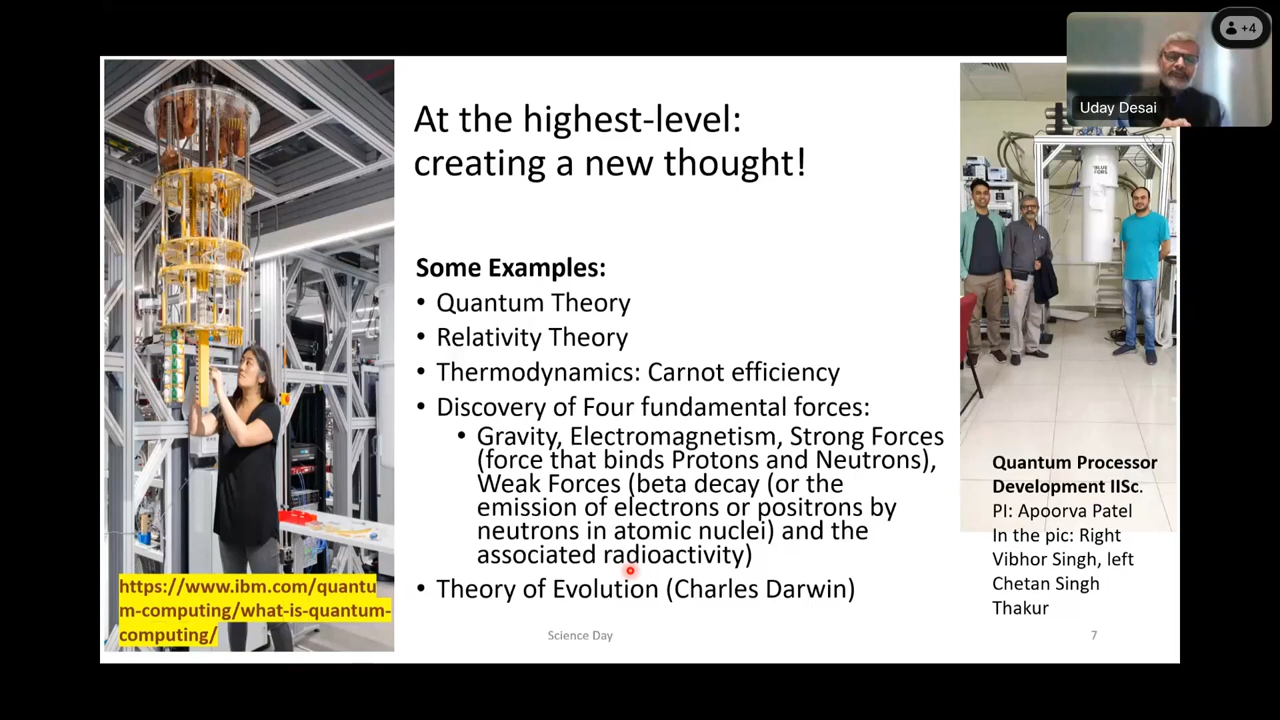 At the highest-level:
creating a new thought!
Some Examples:
• Quantum Theory
• Relativity Theory
• Thermodynamics: Carnot efficiency
• Discovery of Four fundamental forces:
• Gravity, Electromagnetism, Strong Forces
(force that binds Protons and Neutrons),
Weak Forces (beta decay (or the
emission of electrons or positrons by
neutrons in atomic nuclei) and the
associated radioactivity)
• Theory of Evolution (Charles Darwin)
https://www.ibm.com/quantu
m-computing/what-is-quantum-
computing/
Uday Desai
+4
BLUE
FORS
Quantum Processor
Development IISc.
PI: Apoorva Patel
In the pic: Right
Vibhor Singh, left
Chetan Singh
Thakur
Science Day
7